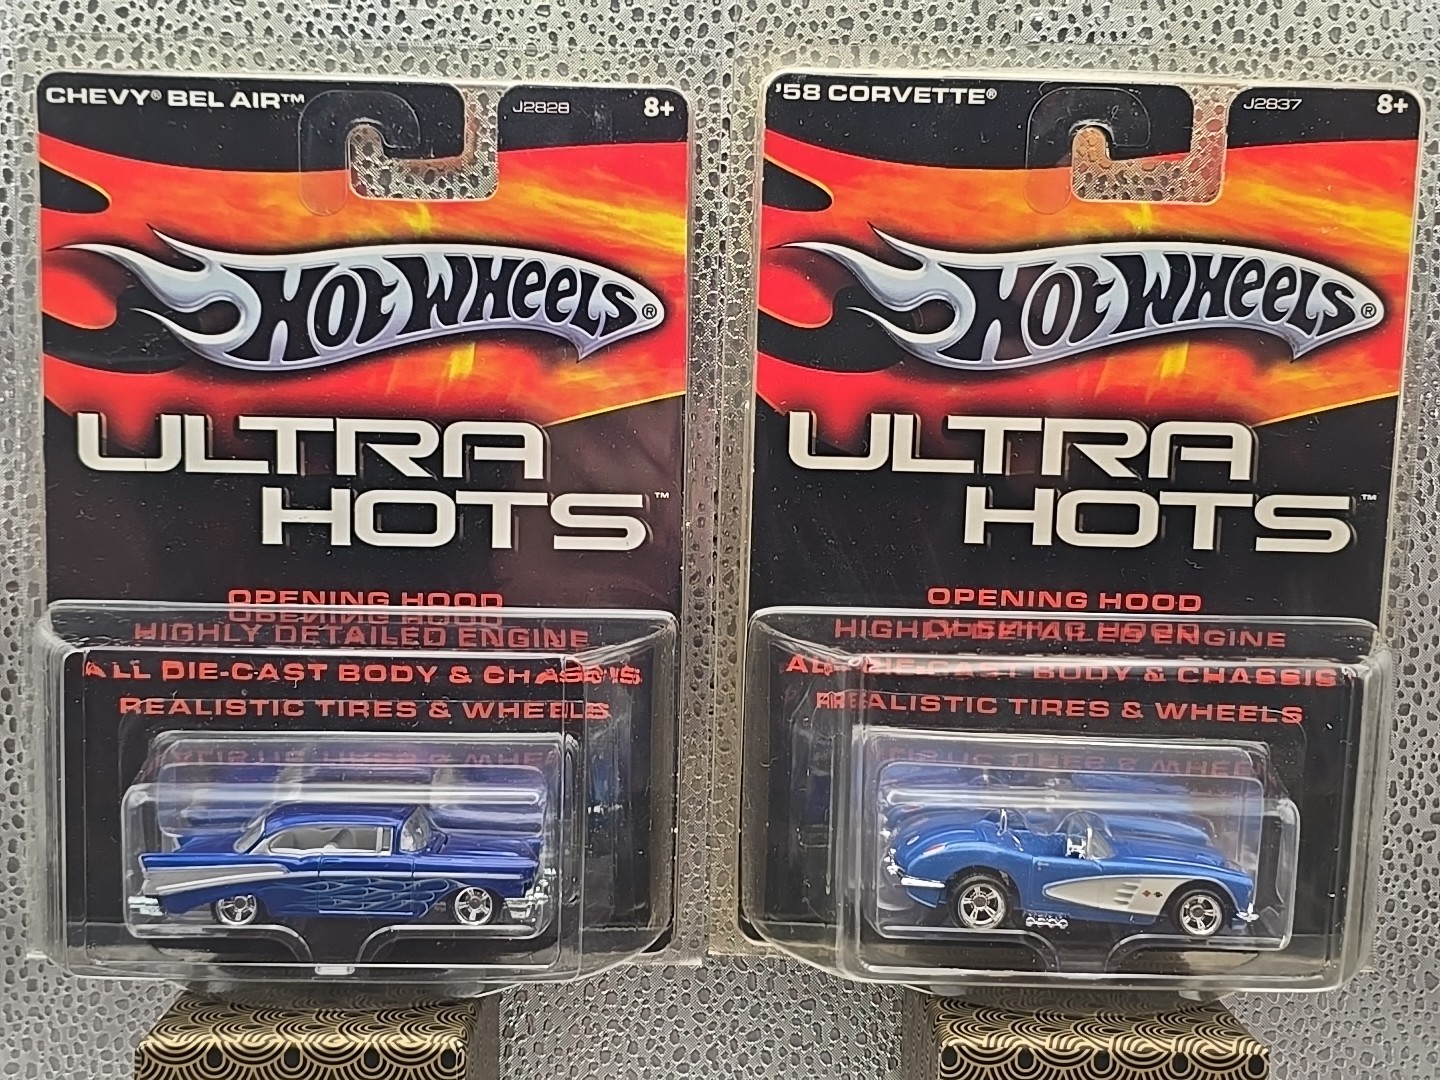 CHEVY® BEL AIR™
J2828
8+
HOT WHEELS®
ULTRA
HOTS™
OPENING HOOD
HIGHLY DETAILED ENGINE
ALL DIE-CAST BODY & CHASSIS
REALISTIC TIRES & WHEELS
'58 CORVETTE®
J2837
8+
HOT WHEELS®
ULTRA
HOTS™
OPENING HOOD
HIGHLY DETAILED ENGINE
ALL DIE-CAST BODY & CHASSIS
REALISTIC TIRES & WHEELS